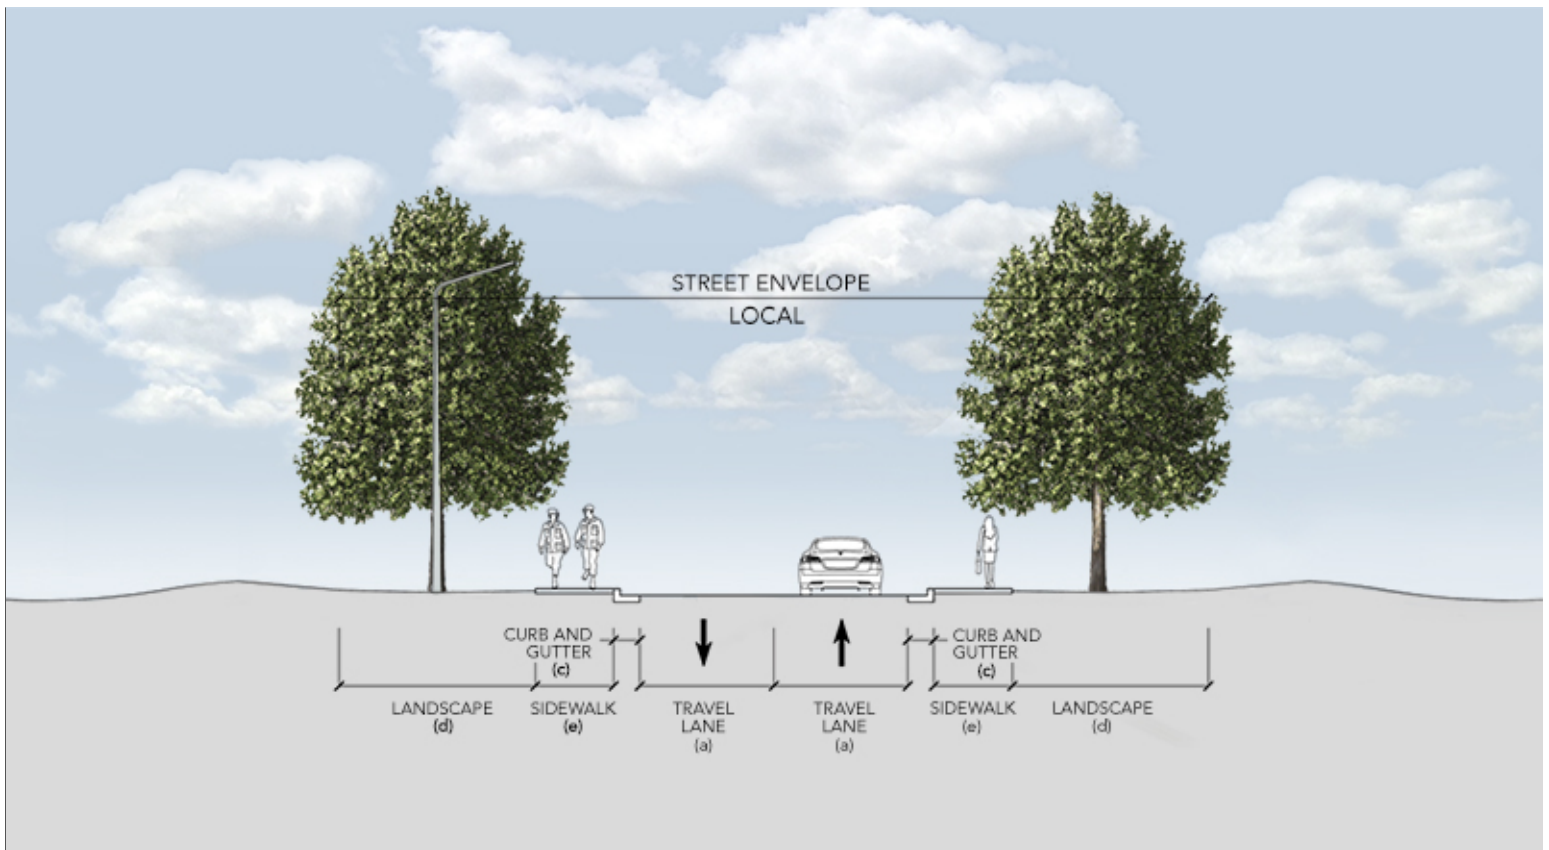 STREET ENVELOPE
LOCAL
CURB AND
GUTTER
(c)
CURB AND
GUTTER
(c)
LANDSCAPE
(d)
SIDEWALK
(e)
TRAVEL
LANE
(a)
TRAVEL
LANE
(a)
SIDEWALK
(e)
LANDSCAPE
(d)